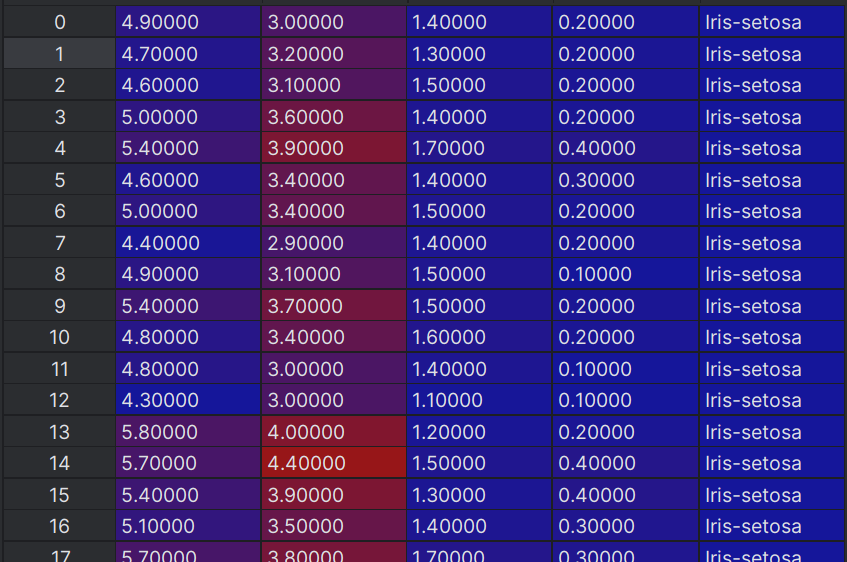 0 4.90000 3.00000 1.40000 0.20000 Iris-setosa
1 4.70000 3.20000 1.30000 0.20000 Iris-setosa
2 4.60000 3.10000 1.50000 0.20000 Iris-setosa
3 5.00000 3.60000 1.40000 0.20000 Iris-setosa
4 5.40000 3.90000 1.70000 0.40000 Iris-setosa
5 4.60000 3.40000 1.40000 0.30000 Iris-setosa
6 5.00000 3.40000 1.50000 0.20000 Iris-setosa
7 4.40000 2.90000 1.40000 0.20000 Iris-setosa
8 4.90000 3.10000 1.50000 0.10000 Iris-setosa
9 5.40000 3.70000 1.50000 0.20000 Iris-setosa
10 4.80000 3.40000 1.60000 0.20000 Iris-setosa
11 4.80000 3.00000 1.40000 0.10000 Iris-setosa
12 4.30000 3.00000 1.10000 0.10000 Iris-setosa
13 5.80000 4.00000 1.20000 0.20000 Iris-setosa
14 5.70000 4.40000 1.50000 0.40000 Iris-setosa
15 5.40000 3.90000 1.30000 0.40000 Iris-setosa
16 5.10000 3.50000 1.40000 0.30000 Iris-setosa
17 5.70000 3.80000 1.70000 0.30000 Iris-setosa